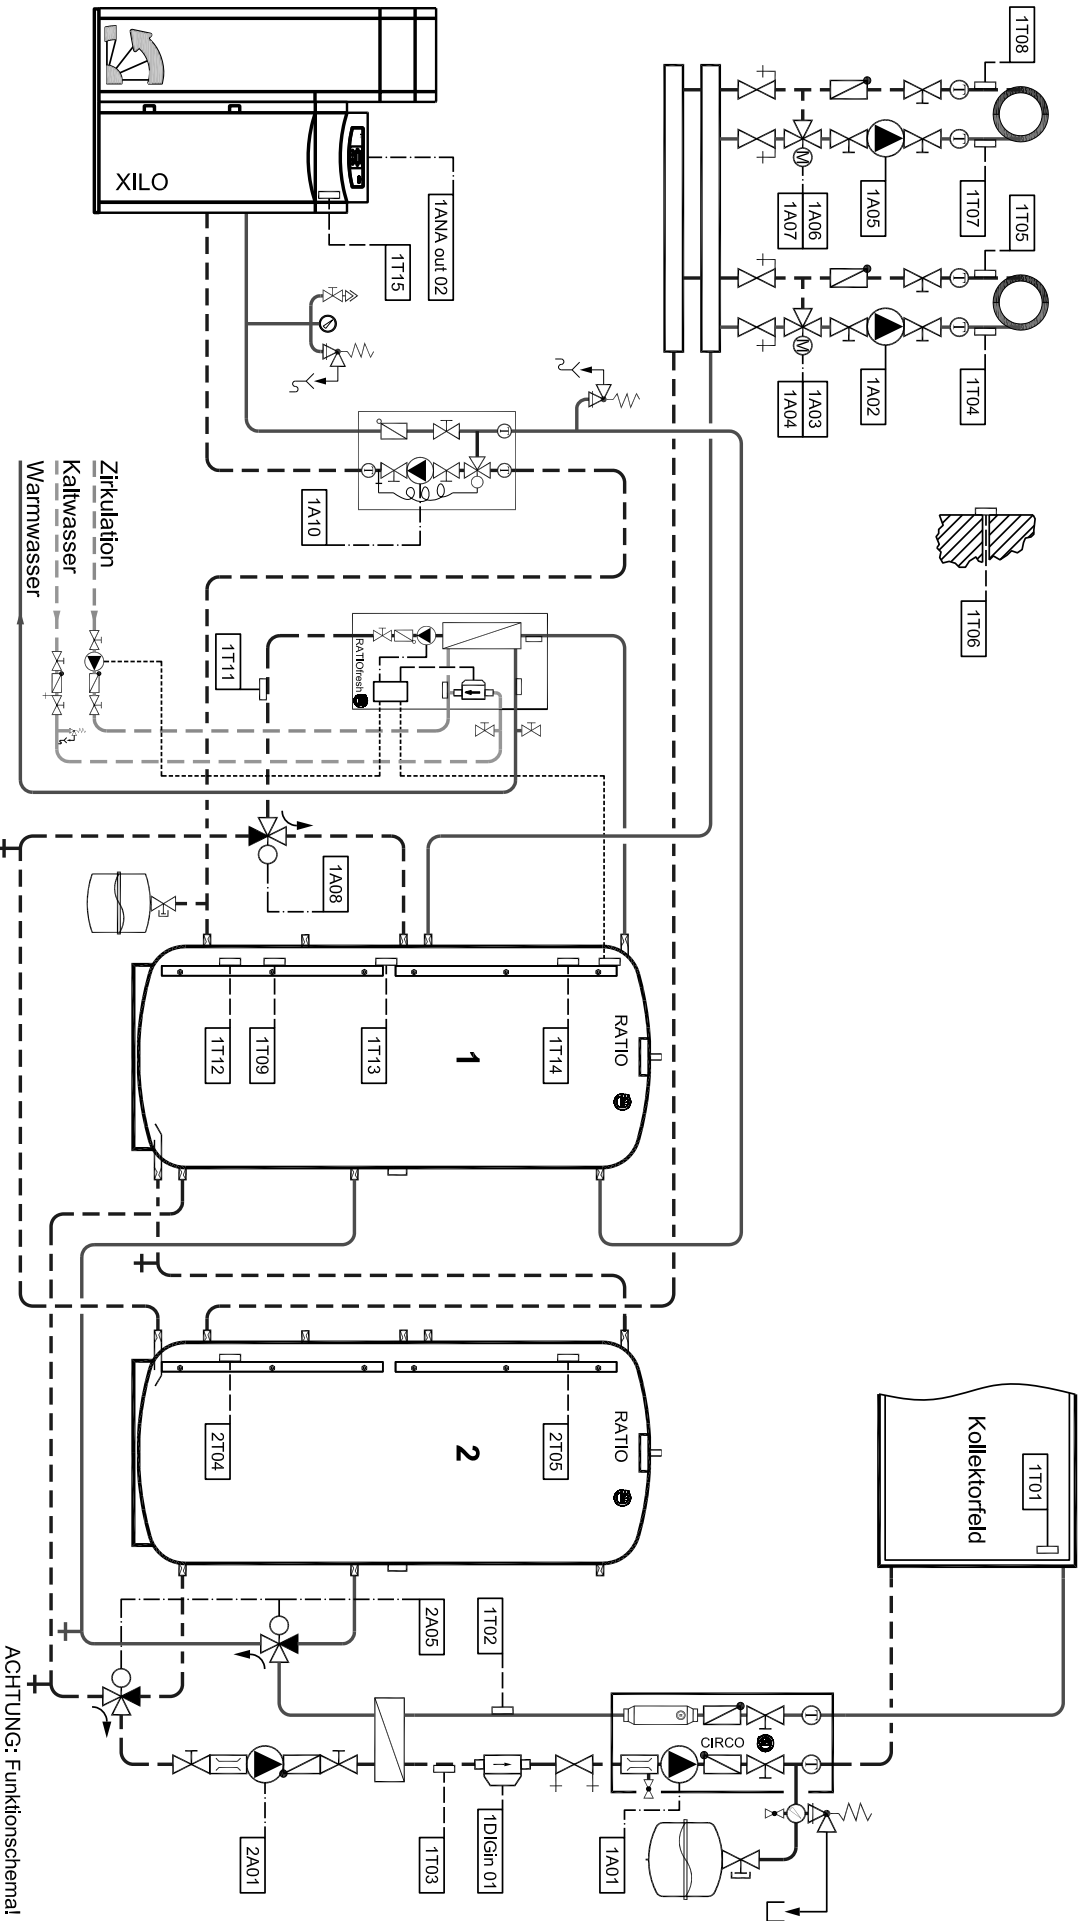 1T08
1T07
1T05
1T04
1A05
1A06
1A07
1A02
1A03
1A04
1T06
XILO
1ANA out 02
1T15
1A10
Zirkulation
Kaltwasser
Warmwasser
1T11
RATIOfresh
1A08
RATIO
1
1T12
1T09
1T13
1T14
RATIO
2
2T04
2T05
Kollektorfeld
1T01
2A05
1T02
CIRCO
2A01
1T03
1DIGin 01
1A01
M
M
T
T
T
T
T
T
T
T
T
ACHTUNG: Funktionschema!